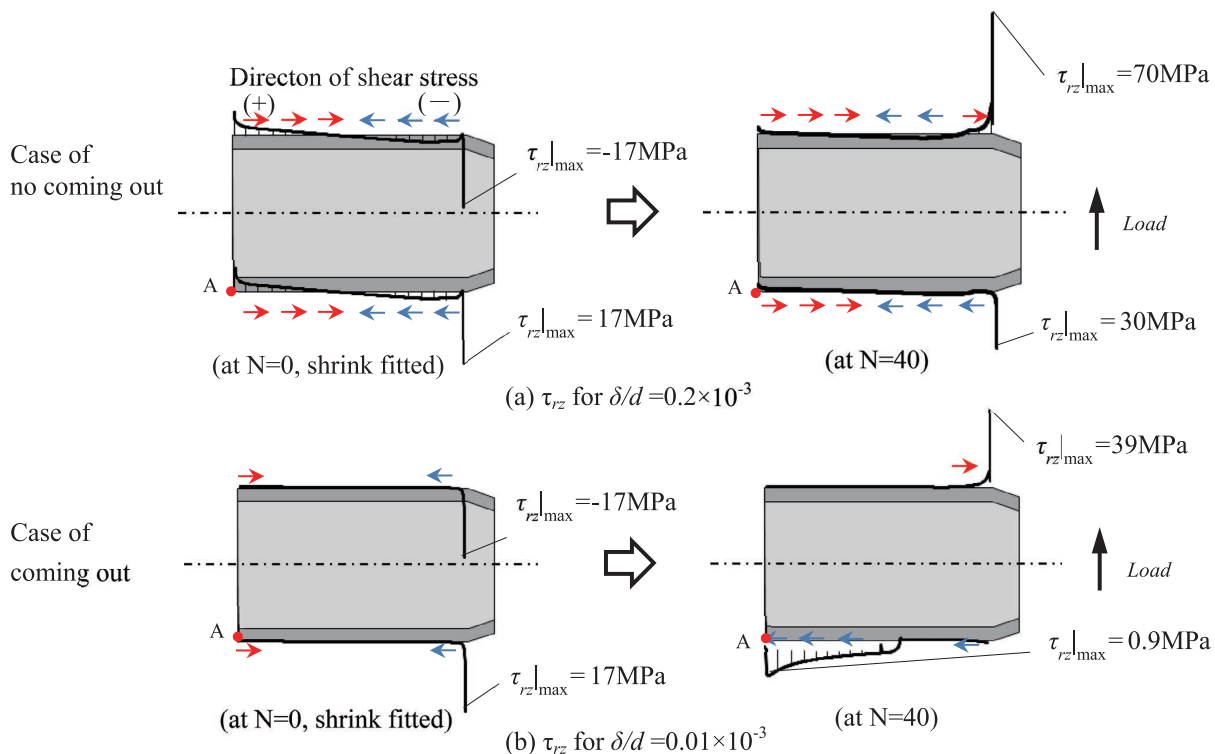 Directon of shear stress
(+) (−)
Case of
no coming out
τrz|max=-17MPa
τrz|max=70MPa
Load
A
A
τrz|max= 17MPa
τrz|max= 30MPa
(at N=0, shrink fitted)
(at N=40)
(a) τrz for δ/d =0.2×10-3
Case of
coming out
τrz|max=-17MPa
τrz|max=39MPa
Load
A
A
τrz|max= 17MPa
τrz|max= 0.9MPa
(at N=0, shrink fitted)
(at N=40)
(b) τrz for δ/d=0.01×10-3